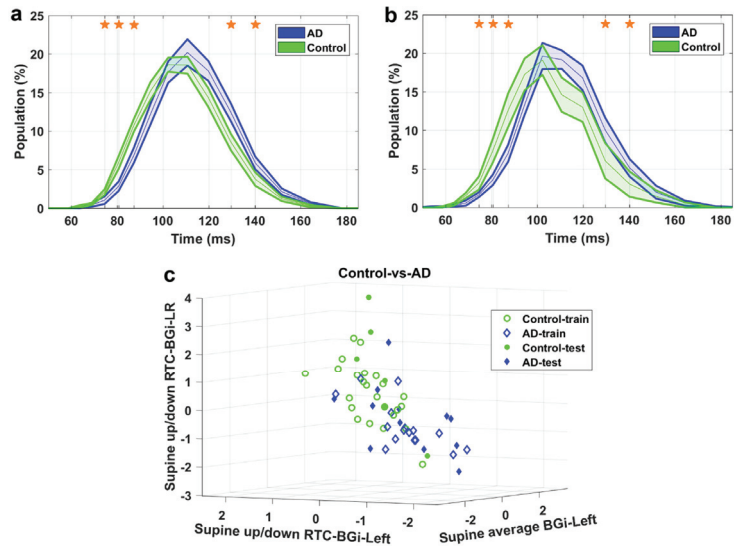 a
25
20
15
10
5
0
Population (%)
60 80 100 120 140 160 180
Time (ms)
AD
Control
b
25
20
15
10
5
0
Population (%)
60 80 100 120 140 160 180
Time (ms)
AD
Control
c
Control-vs-AD
4
3
2
1
0
-1
-2
-3
Supine up/down RTC-BGi-LR
2 1 0 -1 -2
Supine up/down RTC-BGi-Left
-2 0 2
Supine average BGi-Left
Control-train
AD-train
Control-test
AD-test